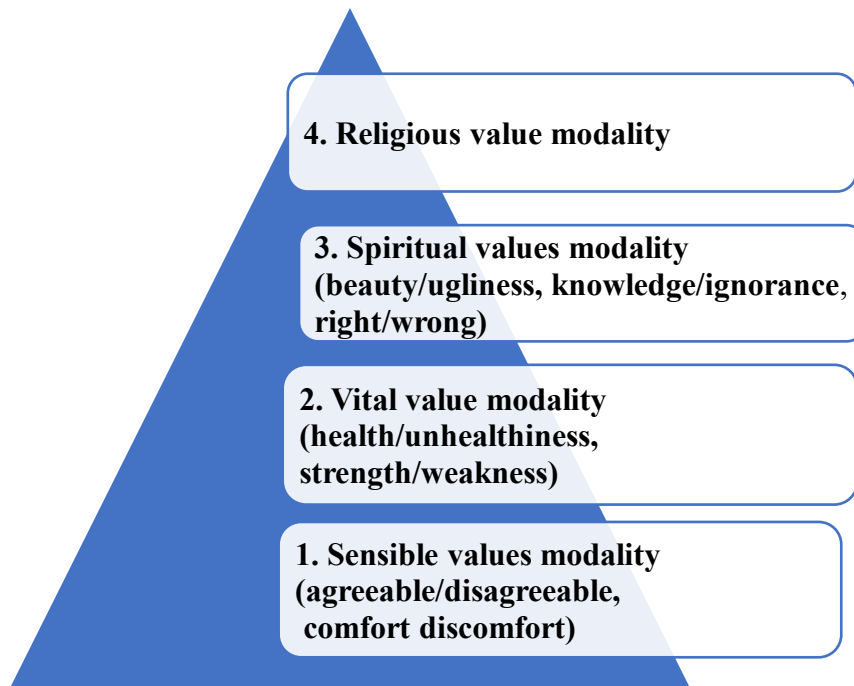 4. Religious value modality
3. Spiritual values modality
(beauty/ugliness, knowledge/ignorance,
right/wrong)
2. Vital value modality
(health/unhealthiness,
strength/weakness)
1. Sensible values modality
(agreeable/disagreeable,
comfort discomfort)